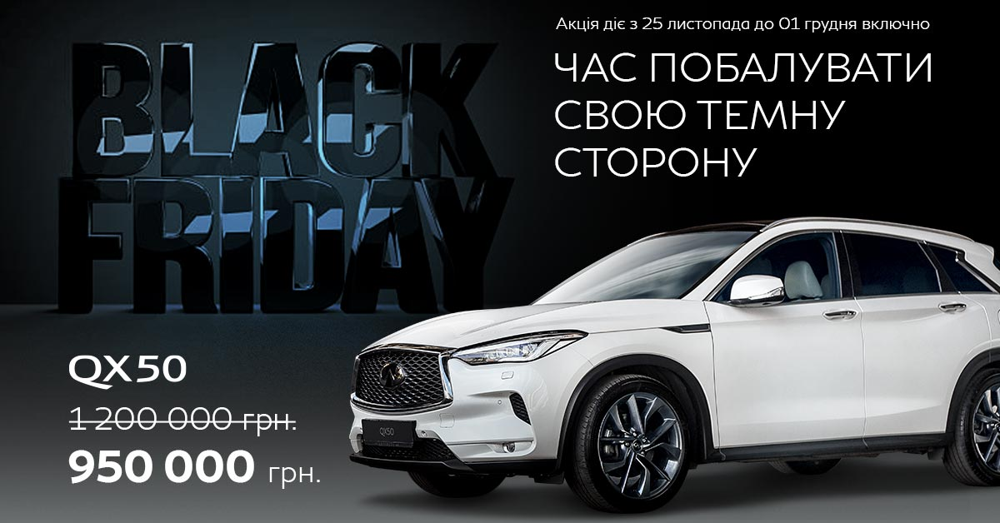 BLACK
FRIDAY
Акція діє з 25 листопада до 01 грудня включно
ЧАС ПОБАЛУВАТИ
СВОЮ ТЕМНУ
СТОРОНУ
QX50
1 200 000 грн.
950 000 грн.
QX50